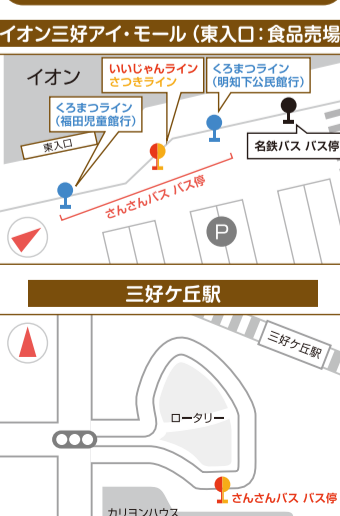 イオン三好アイ・モール（東入口：食品売場
イオン
いいじゃんライン
さつきライン
くろまつライン
（明知下公民館行）
くろまつライン
（福田児童館行）
東入口
名鉄バス バス停
さんさんバス バス停
P
三好ケ丘駅
三好ケ丘駅
ロータリー
さんさんバス バス停
カリヨンハウス